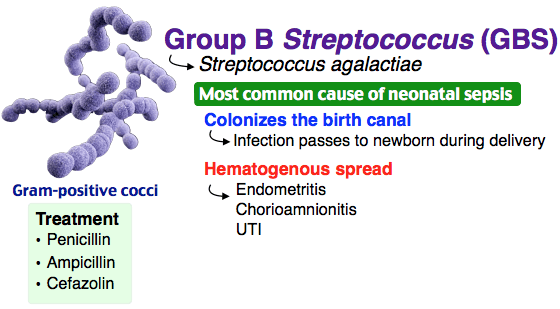 Group B Streptococcus (GBS)
Streptococcus agalactiae
Most common cause of neonatal sepsis
Colonizes the birth canal
Infection passes to newborn during delivery
Hematogenous spread
Endometritis
Chorioamnionitis
UTI
Gram-positive cocci
Treatment
• Penicillin
• Ampicillin
• Cefazolin